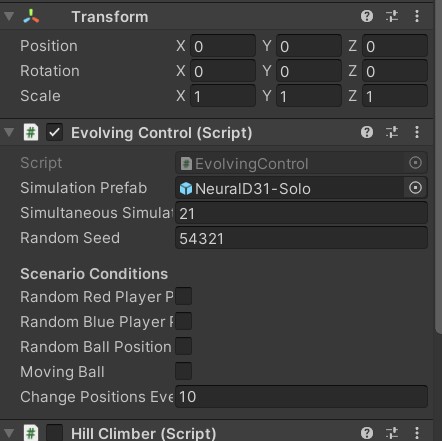 Transform
Position X 0 Y 0 Z 0
Rotation X 0 Y 0 Z 0
Scale X 1 Y 1 Z 1
# Evolving Control (Script)
Script # EvolvingControl
Simulation Prefab NeuralD31-Solo
Simultaneous Simulat 21
Random Seed 54321
Scenario Conditions
Random Red Player P
Random Blue Player P
Random Ball Position
Moving Ball
Change Positions Eve 10
# Hill Climber (Script)